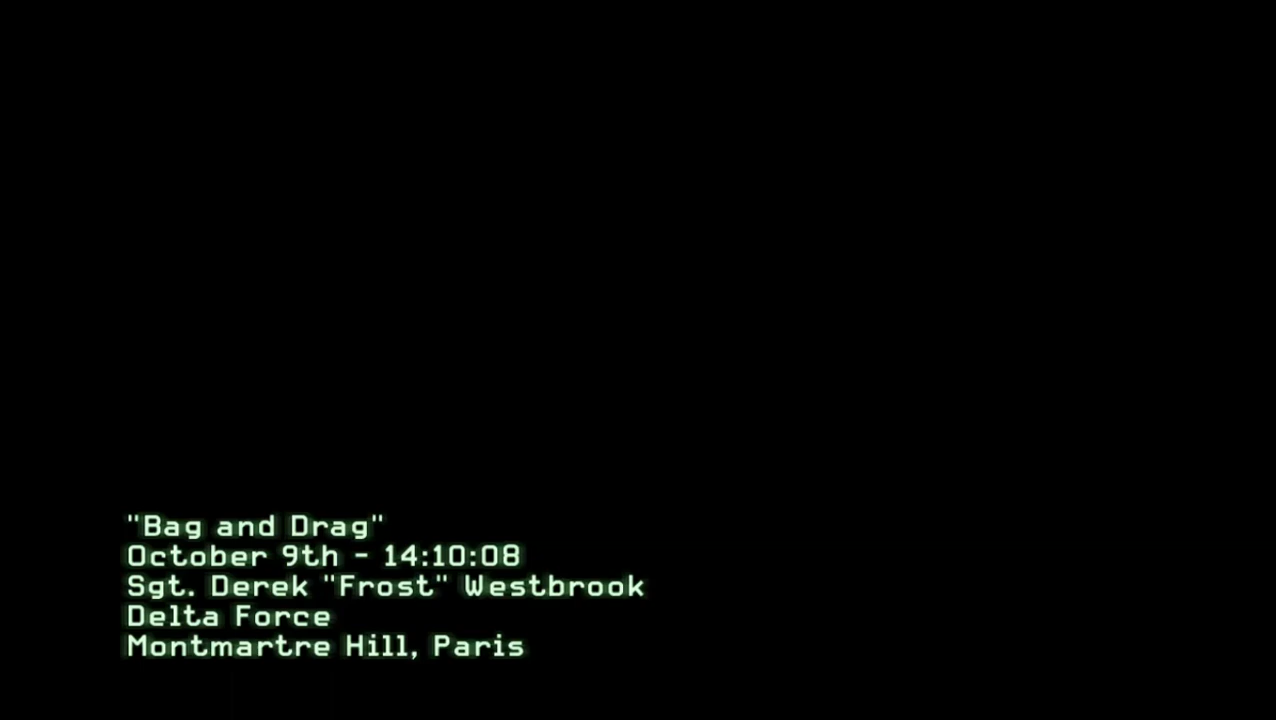 "Bag and Drag"
October 9th - 14:10:08
Sgt. Derek "Frost" Westbrook
Delta Force
Montmartre Hill, Paris